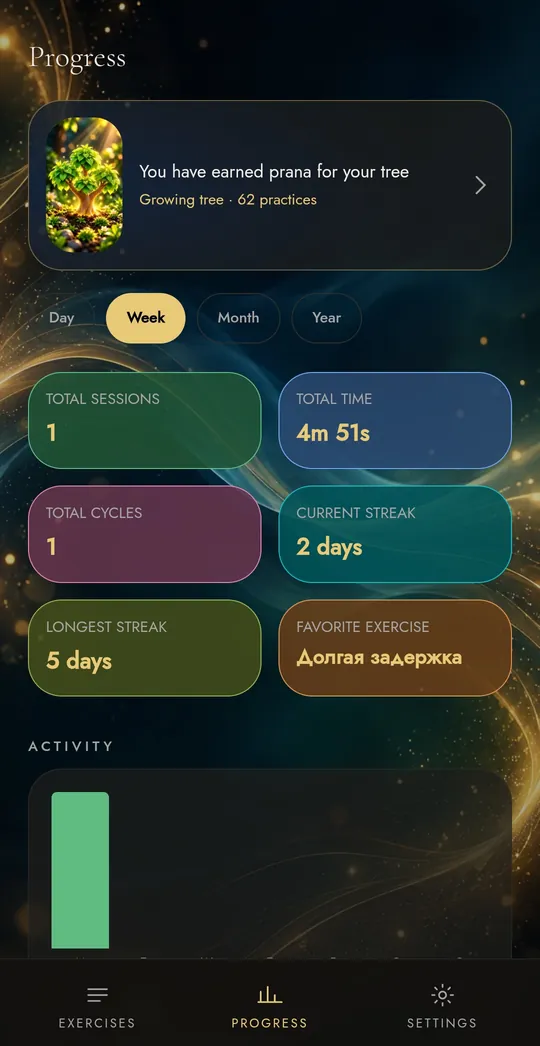 Progress
You have earned prana for your tree
Growing tree · 62 practices
Day
Week
Month
Year
TOTAL SESSIONS
1
TOTAL TIME
4m 51s
TOTAL CYCLES
1
CURRENT STREAK
2 days
LONGEST STREAK
5 days
FAVORITE EXERCISE
Долгая задержка
ACTIVITY
EXERCISES
PROGRESS
SETTINGS